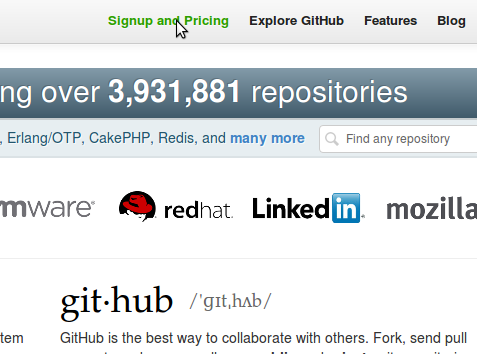 Signup and Pricing Explore GitHub Features Blog
ng over 3,931,881 repositories
, Erlang/OTP, CakePHP, Redis, and many more Find any repository
mware® redhat. LinkedIn mozilla
git·hub /ˈɡɪtˌhʌb/
tem GitHub is the best way to collaborate with others. Fork, send pull